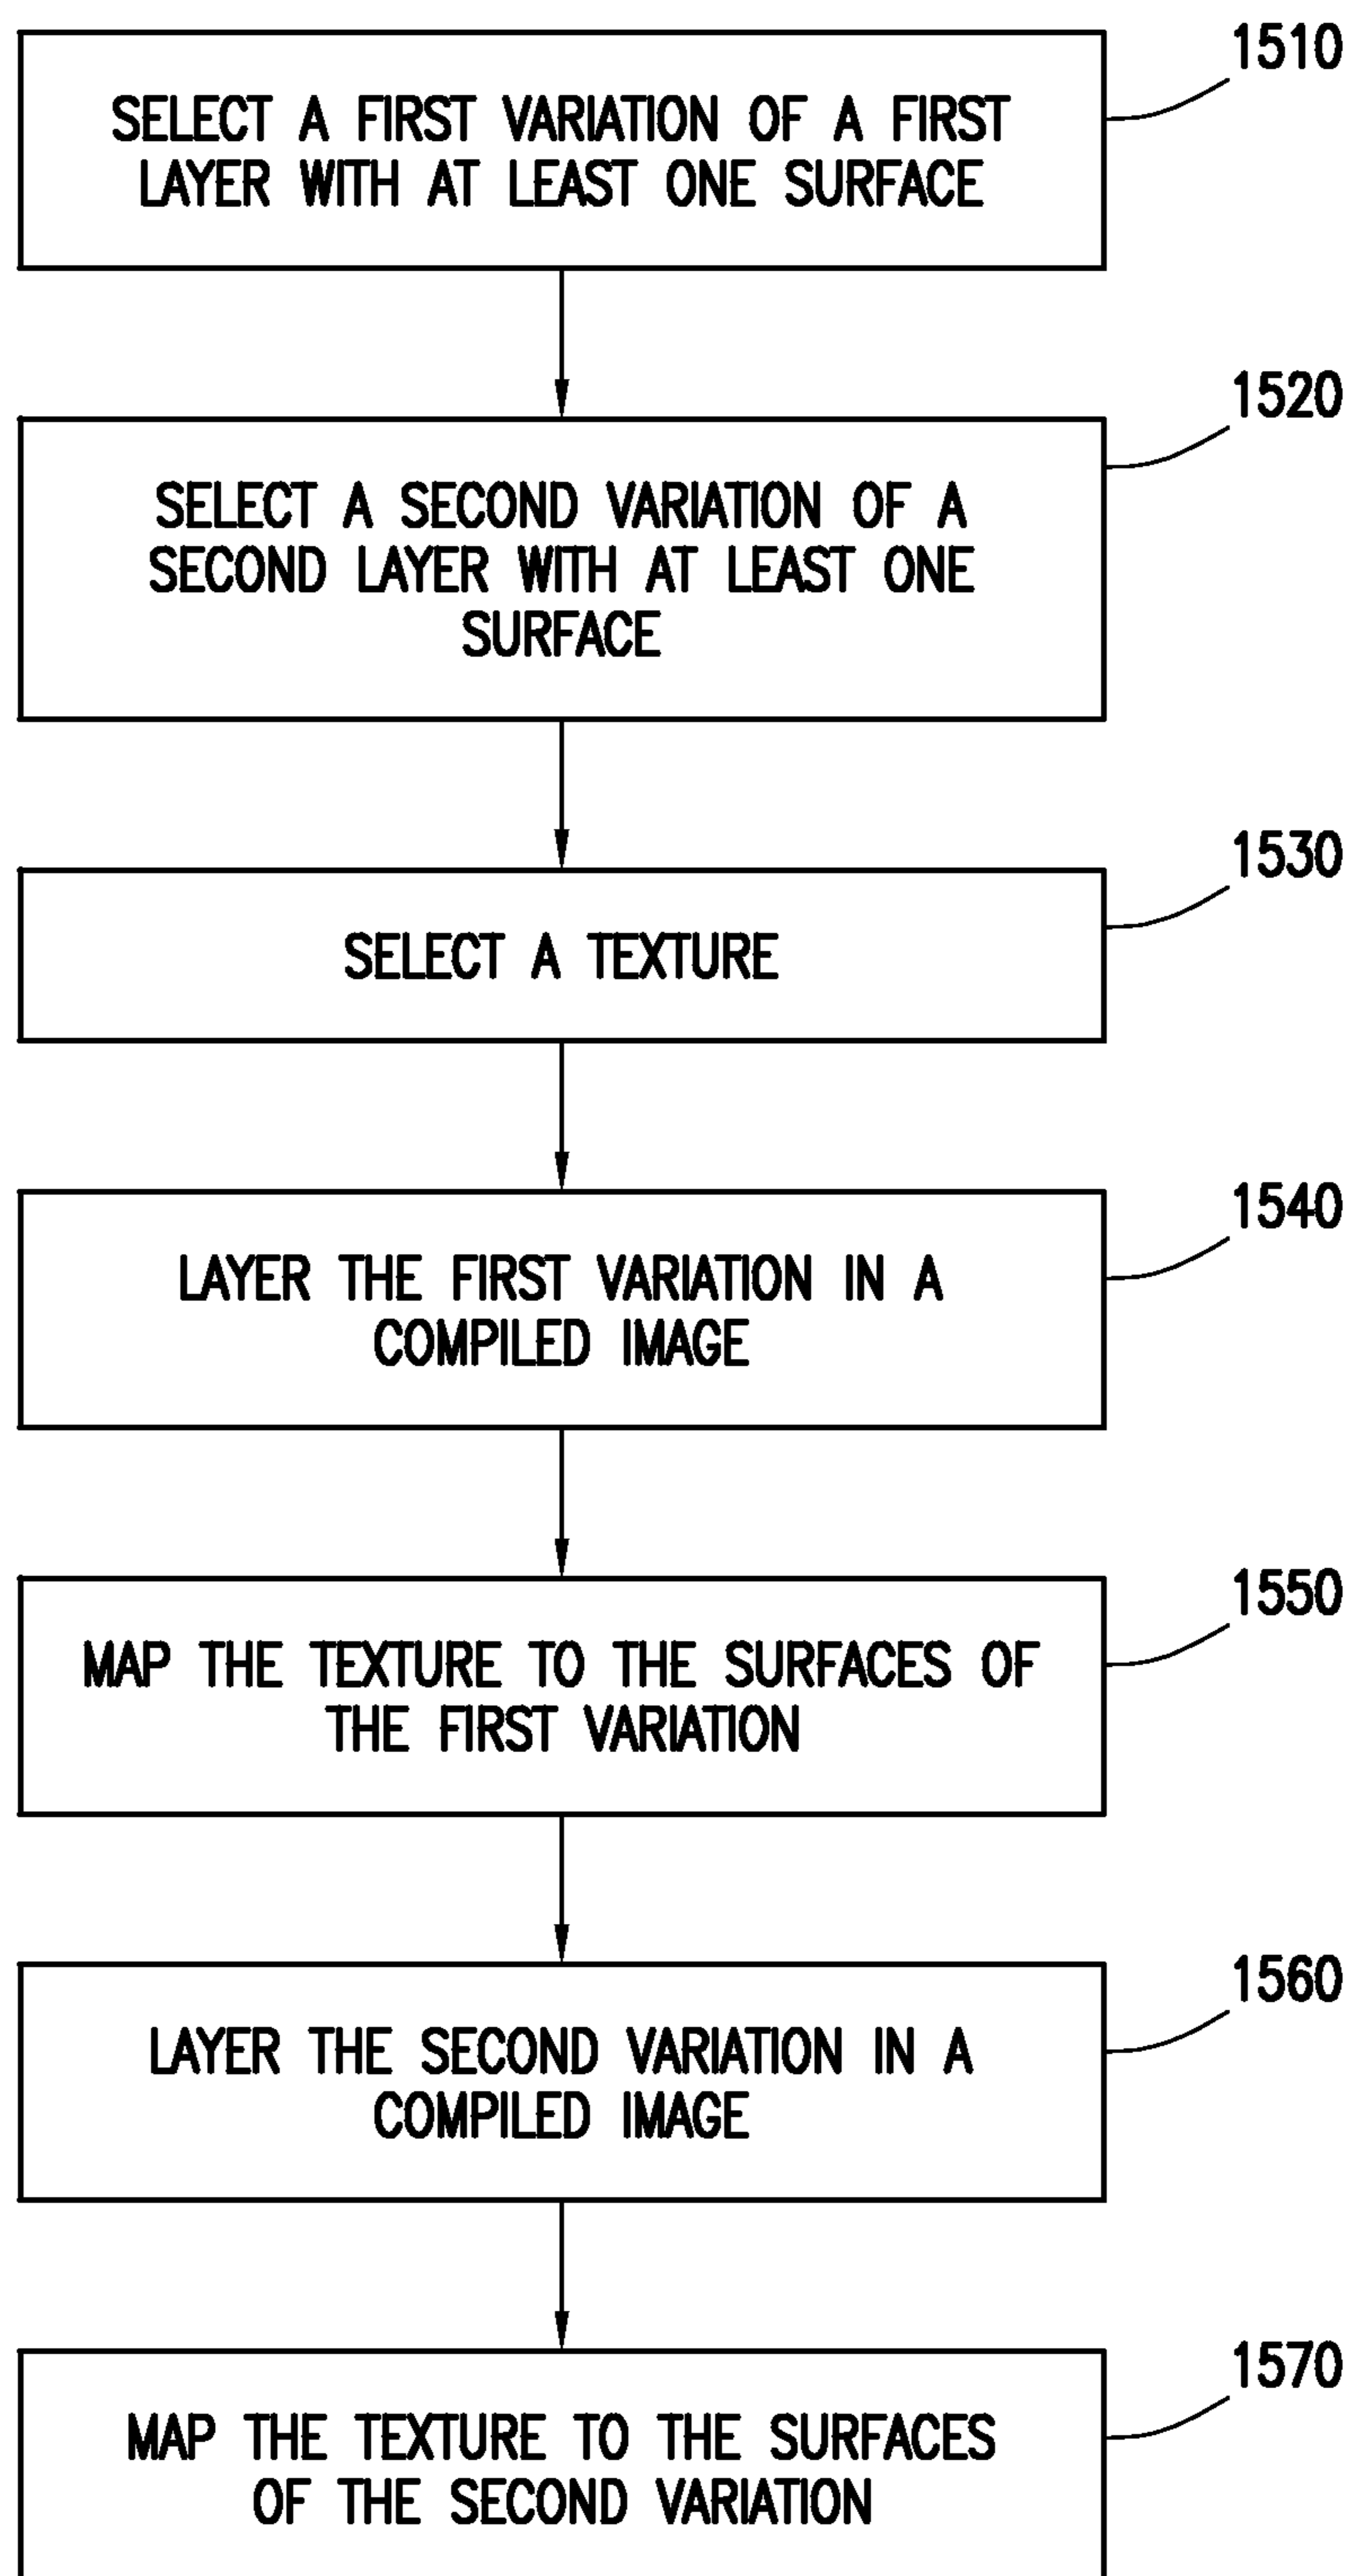 1510
SELECT A FIRST VARIATION OF A FIRST
LAYER WITH AT LEAST ONE SURFACE
1520
SELECT A SECOND VARIATION OF A
SECOND LAYER WITH AT LEAST ONE
SURFACE
1530
SELECT A TEXTURE
1540
LAYER THE FIRST VARIATION IN A
COMPILED IMAGE
1550
MAP THE TEXTURE TO THE SURFACES OF
THE FIRST VARIATION
1560
LAYER THE SECOND VARIATION IN A
COMPILED IMAGE
1570
MAP THE TEXTURE TO THE SURFACES
OF THE SECOND VARIATION